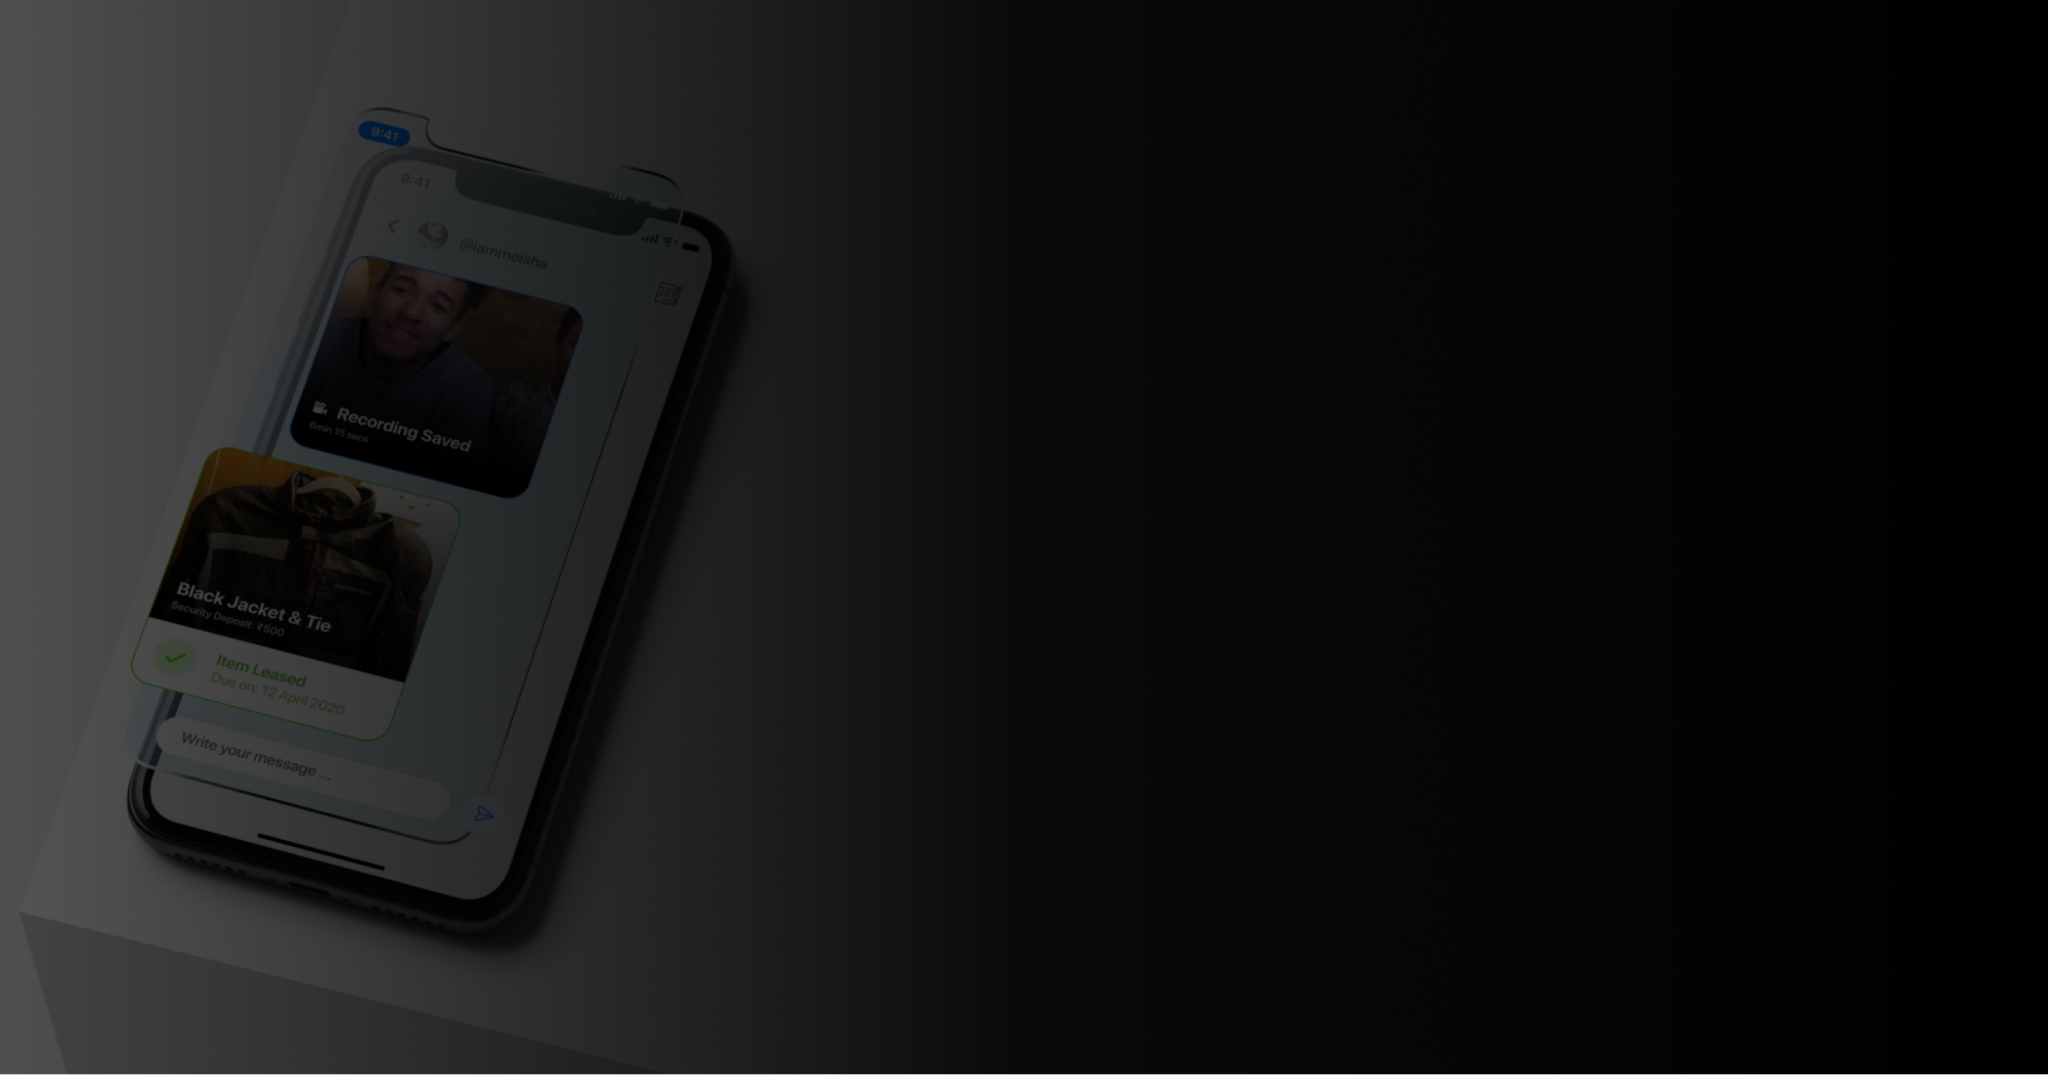 9:41
9:41
@iammeisha
Recording Saved
6min 15 secs
Black Jacket & Tie
Security Deposit: ₹500
Item Leased
Due on: 12 April 2020
Write your message ...